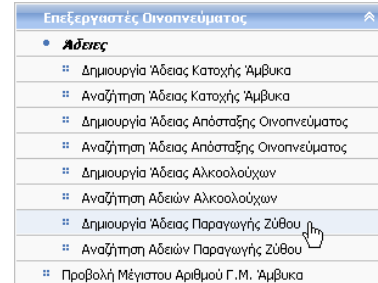 Επεξεργαστές Οινοπνεύματος
Άδειες
Δημιουργία Άδειας Κατοχής Άμβυκα
Αναζήτηση Άδειας Κατοχής Άμβυκα
Δημιουργία Άδειας Απόσταξης Οινοπνεύματος
Αναζήτηση Άδειας Απόσταξης Οινοπνεύματος
Δημιουργία Άδειας Αλκοολούχων
Αναζήτηση Αδειών Αλκοολούχων
Δημιουργία Άδειας Παραγωγής Ζύθου
Αναζήτηση Αδειών Παραγωγής Ζύθου
Προβολή Μέγιστου Αριθμού Γ.Μ. Άμβυκα